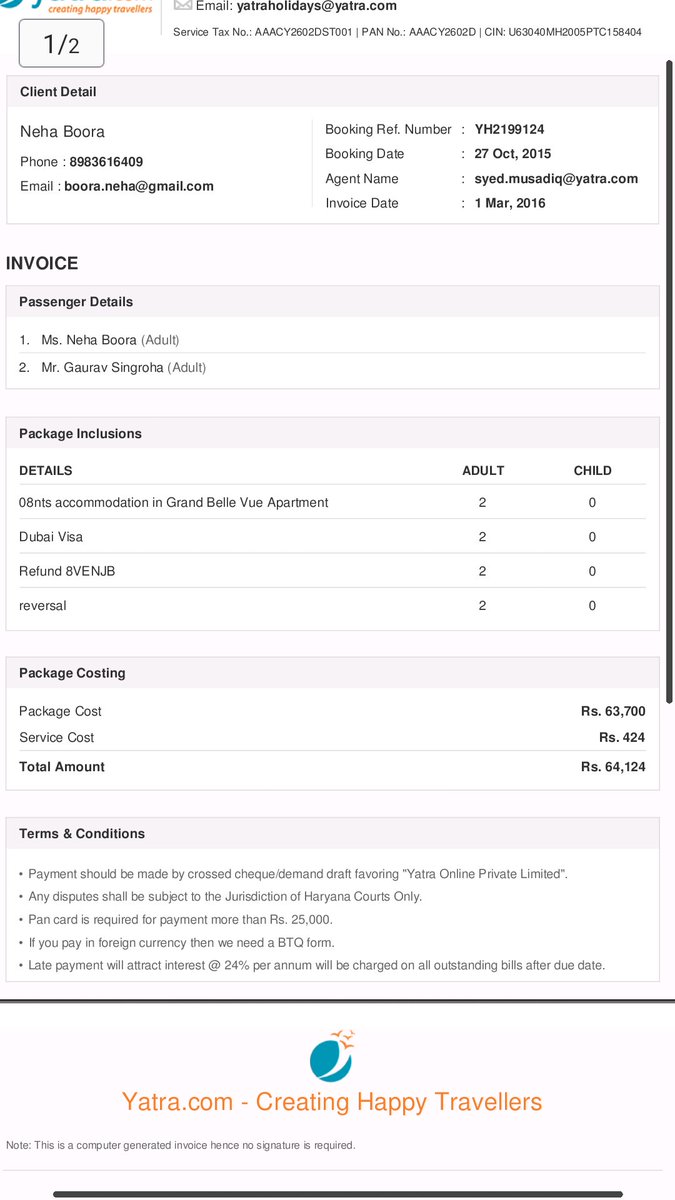 creating happy travellers
Email: yatraholidays@yatra.com
Service Tax No.: AAACY2602DST001 | PAN No.: AAACY2602D | CIN: U63040MH2005PTC158404
1/2
Client Detail
Neha Boora
Phone : 8983616409
Email : boora.neha@gmail.com
Booking Ref. Number : YH2199124
Booking Date : 27 Oct, 2015
Agent Name : syed.musadiq@yatra.com
Invoice Date : 1 Mar, 2016
INVOICE
Passenger Details
1. Ms. Neha Boora (Adult)
2. Mr. Gaurav Singroha (Adult)
Package Inclusions
DETAILS ADULT CHILD
08nts accommodation in Grand Belle Vue Apartment 2 0
Dubai Visa 2 0
Refund 8VENJB 2 0
reversal 2 0
Package Costing
Package Cost Rs. 63,700
Service Cost Rs. 424
Total Amount Rs. 64,124
Terms & Conditions
• Payment should be made by crossed cheque/demand draft favoring "Yatra Online Private Limited".
• Any disputes shall be subject to the Jurisdiction of Haryana Courts Only.
• Pan card is required for payment more than Rs. 25,000.
• If you pay in foreign currency then we need a BTQ form.
• Late payment will attract interest @ 24% per annum will be charged on all outstanding bills after due date.
Yatra.com - Creating Happy Travellers
Note: This is a computer generated invoice hence no signature is required.